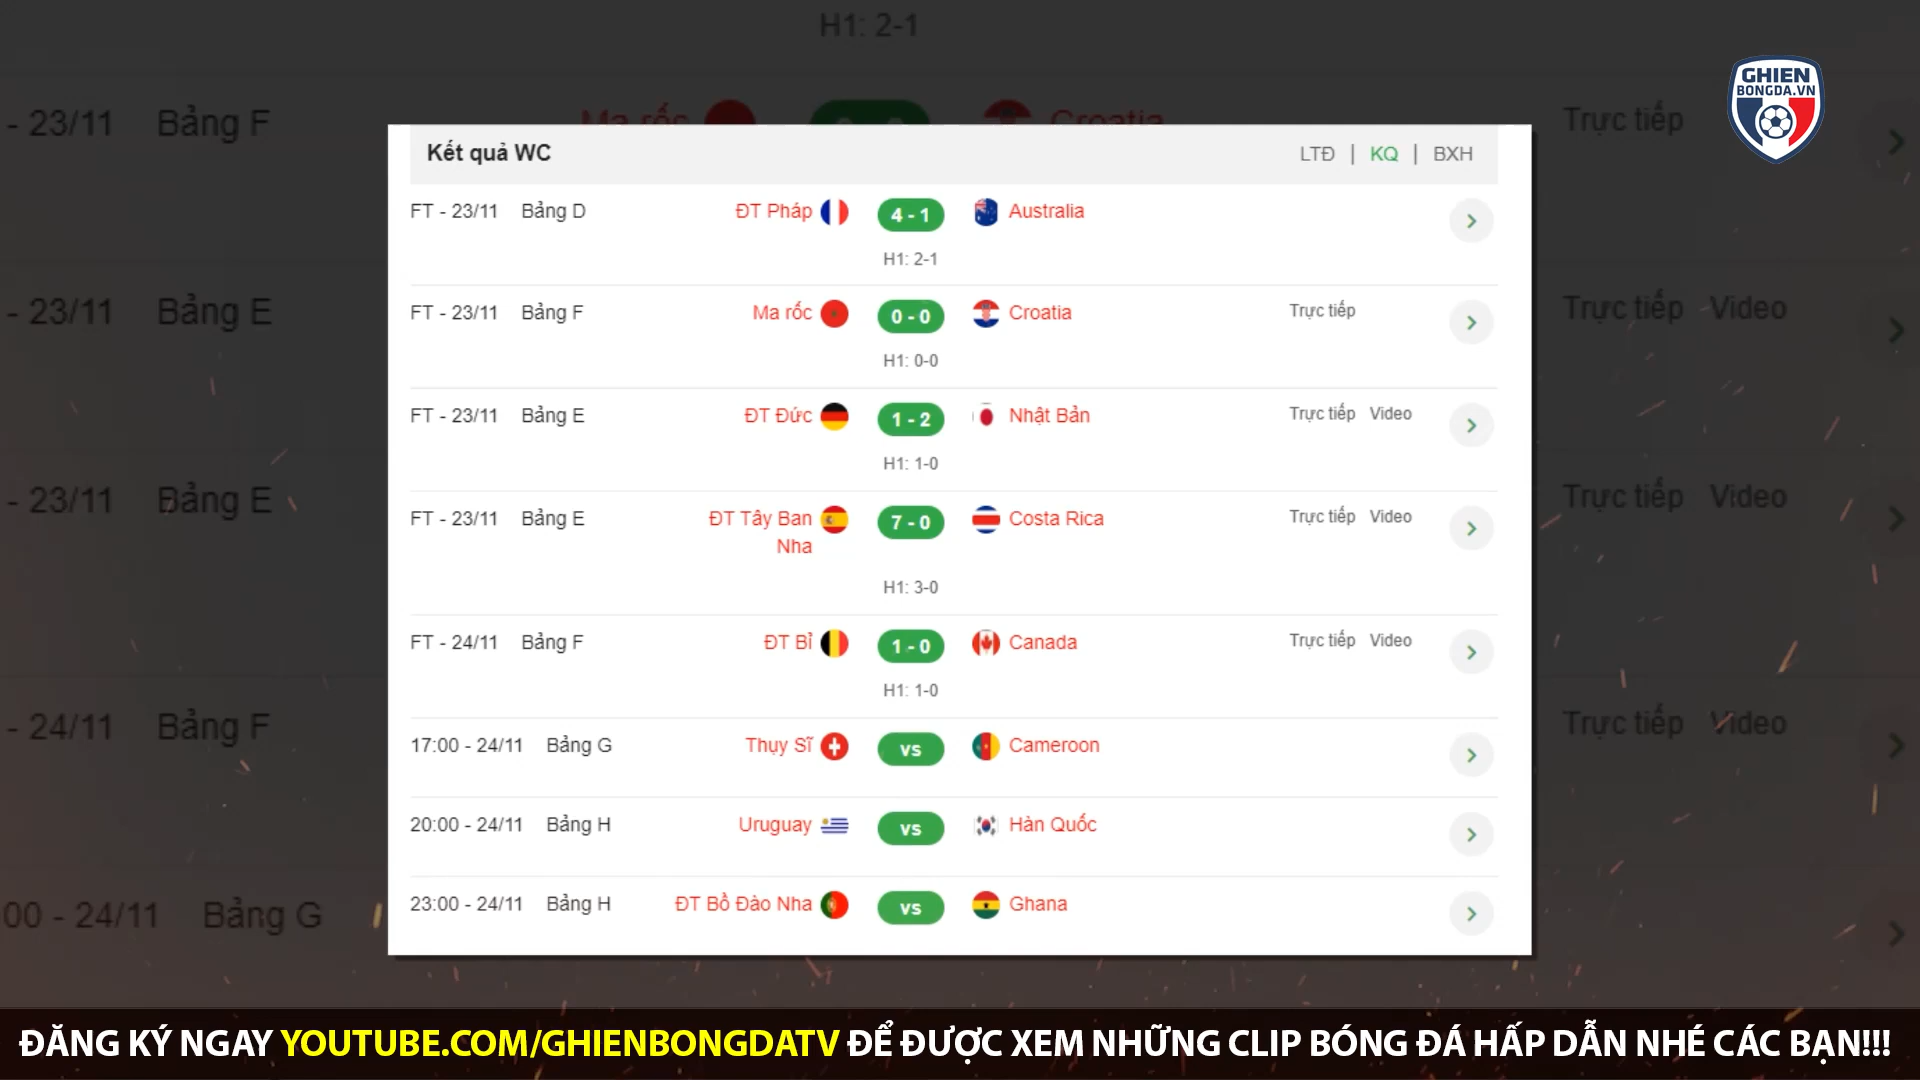 H1: 2-1
GHIEN
BONGDA.VN
- 23/11 Bảng F Ma rốc Croatia Trực tiếp
- 23/11 Bảng E Trực tiếp Video
- 23/11 Bảng E Trực tiếp Video
- 24/11 Bảng F Trực tiếp Video
00 - 24/11 Bảng G
Kết quả WC LTĐ | KQ | BXH
FT - 23/11 Bảng D ĐT Pháp 4 - 1 Australia
H1: 2-1
FT - 23/11 Bảng F Ma rốc 0 - 0 Croatia Trực tiếp
H1: 0-0
FT - 23/11 Bảng E ĐT Đức 1 - 2 Nhật Bản Trực tiếp Video
H1: 1-0
FT - 23/11 Bảng E ĐT Tây Ban 7 - 0 Costa Rica Trực tiếp Video
Nha
H1: 3-0
FT - 24/11 Bảng F ĐT Bỉ 1 - 0 Canada Trực tiếp Video
H1: 1-0
17:00 - 24/11 Bảng G Thụy Sĩ vs Cameroon
20:00 - 24/11 Bảng H Uruguay vs Hàn Quốc
23:00 - 24/11 Bảng H ĐT Bồ Đào Nha vs Ghana
ĐĂNG KÝ NGAY YOUTUBE.COM/GHIENBONGDATV ĐỂ ĐƯỢC XEM NHỮNG CLIP BÓNG ĐÁ HẤP DẪN NHÉ CÁC BẠN!!!